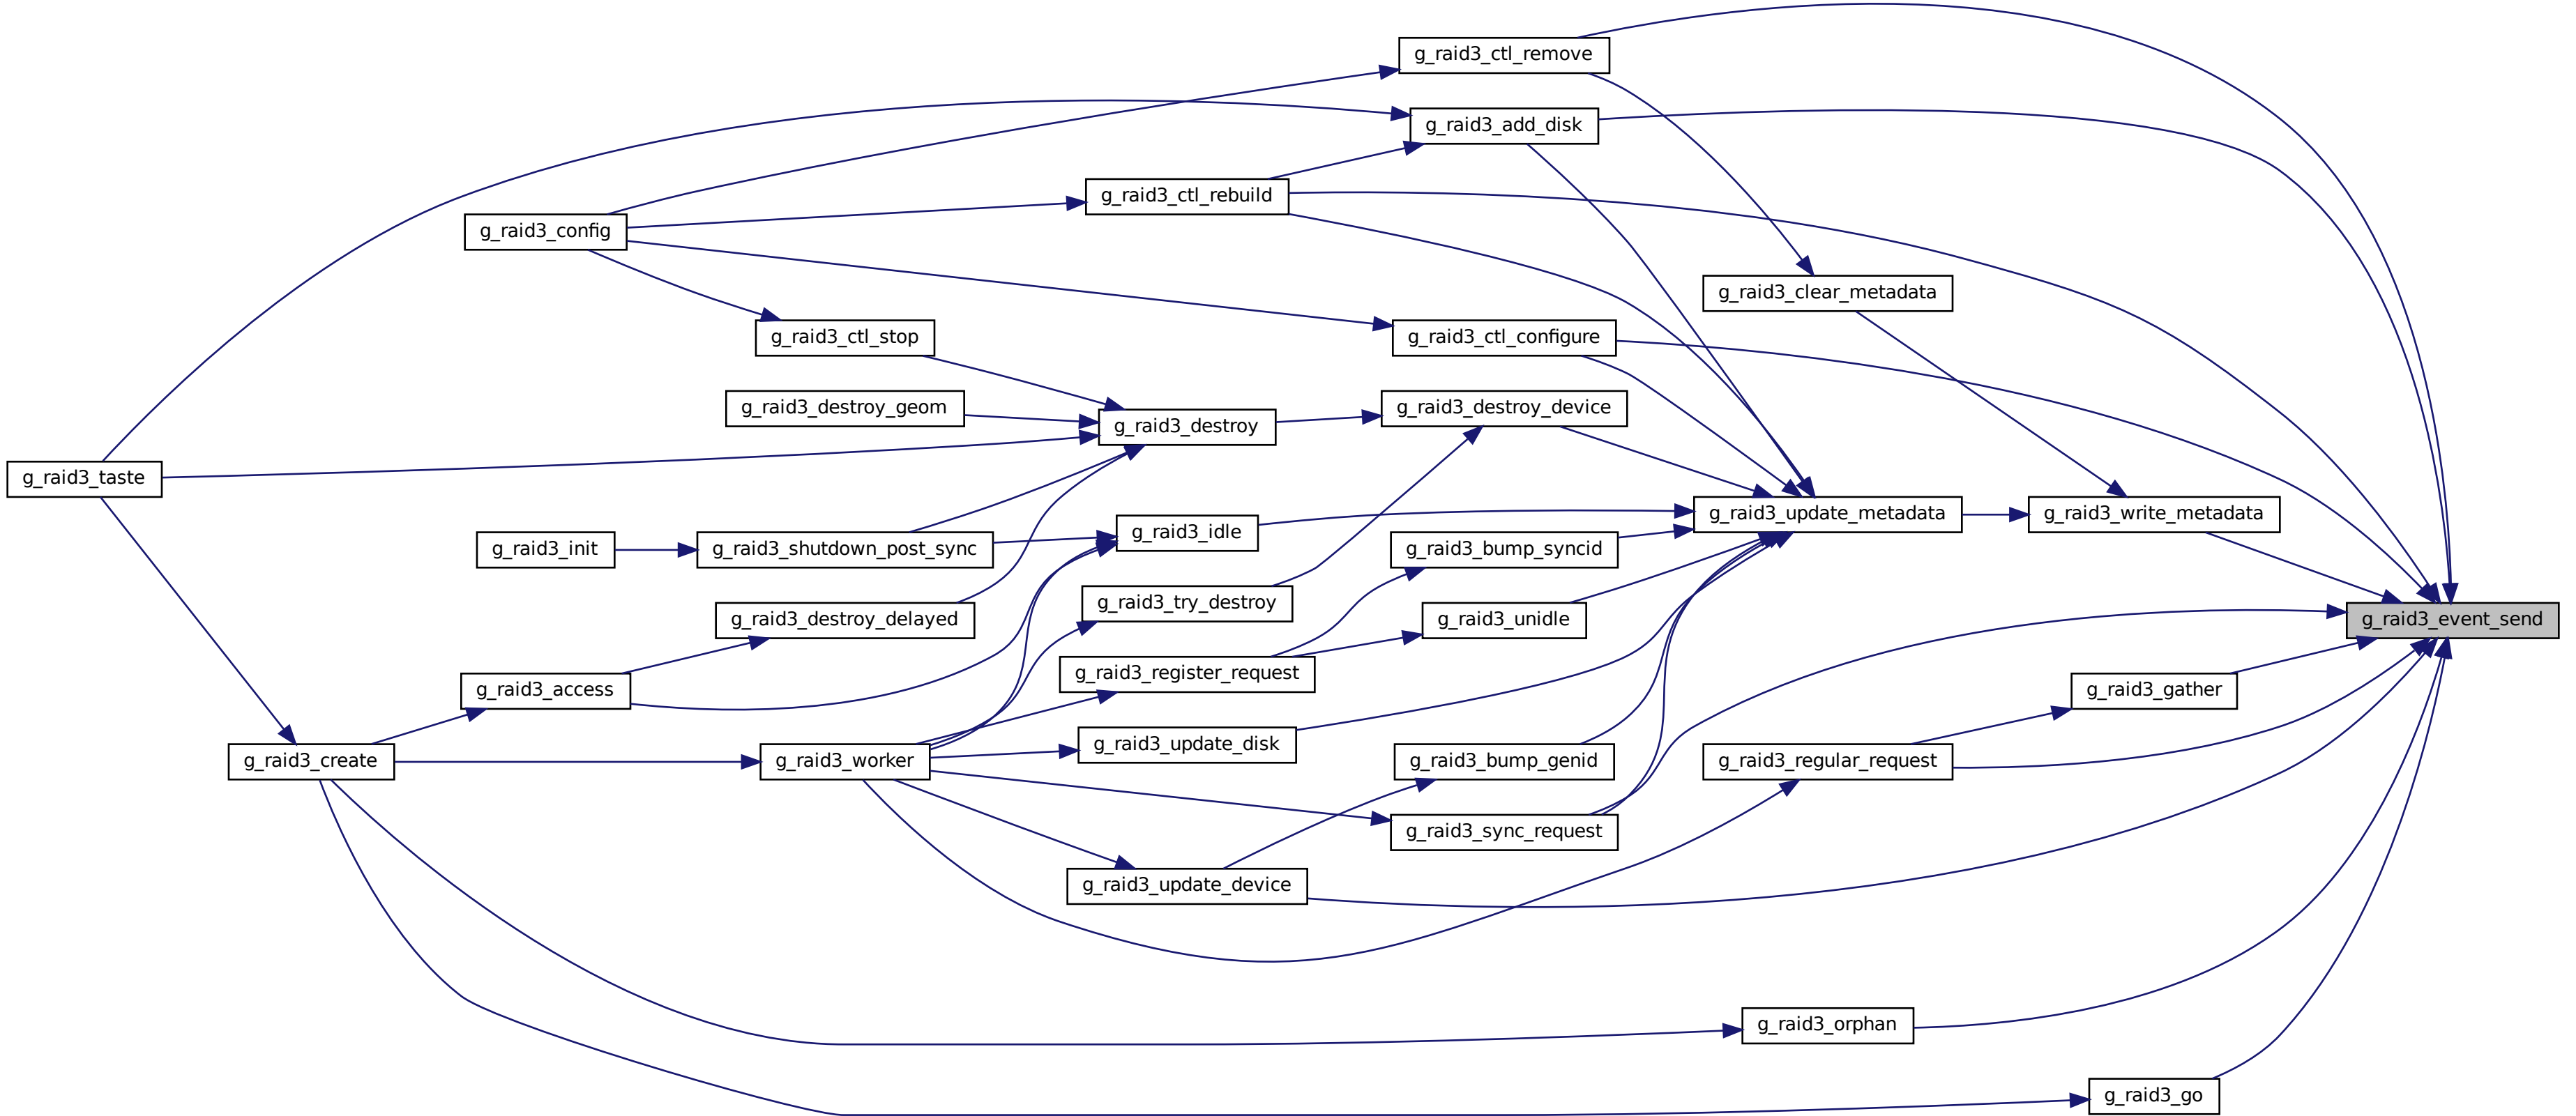 g_raid3_ctl_remove
g_raid3_add_disk
g_raid3_ctl_rebuild
g_raid3_config
g_raid3_clear_metadata
g_raid3_ctl_stop
g_raid3_ctl_configure
g_raid3_destroy_geom
g_raid3_destroy_device
g_raid3_destroy
g_raid3_taste
g_raid3_update_metadata
g_raid3_write_metadata
g_raid3_idle
g_raid3_init
g_raid3_shutdown_post_sync
g_raid3_bump_syncid
g_raid3_try_destroy
g_raid3_destroy_delayed
g_raid3_unidle
g_raid3_event_send
g_raid3_register_request
g_raid3_access
g_raid3_gather
g_raid3_update_disk
g_raid3_create
g_raid3_worker
g_raid3_bump_genid
g_raid3_regular_request
g_raid3_sync_request
g_raid3_update_device
g_raid3_orphan
g_raid3_go